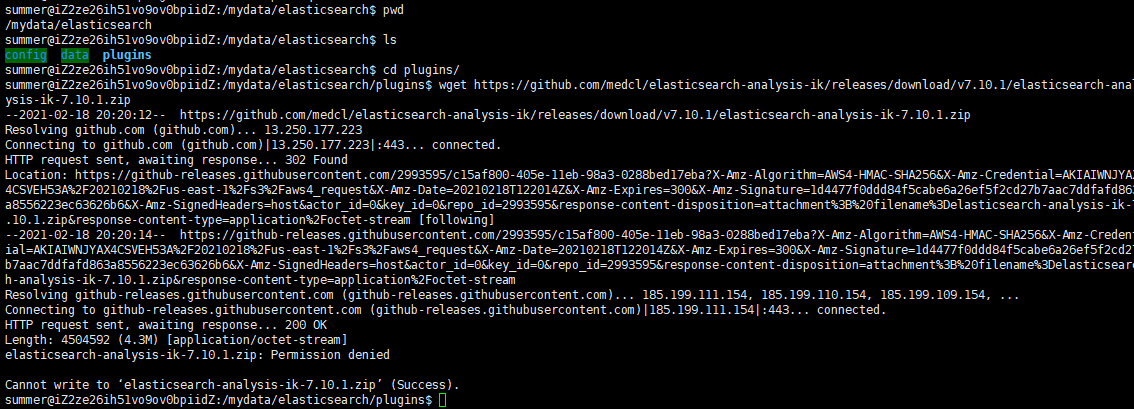 summer@iZ2ze26ih51vo9ov0bpiidZ:/mydata/elasticsearch$ pwd
/mydata/elasticsearch
summer@iZ2ze26ih51vo9ov0bpiidZ:/mydata/elasticsearch$ ls
config  data  plugins
summer@iZ2ze26ih51vo9ov0bpiidZ:/mydata/elasticsearch$ cd plugins/
summer@iZ2ze26ih51vo9ov0bpiidZ:/mydata/elasticsearch/plugins$ wget https://github.com/medcl/elasticsearch-analysis-ik/releases/download/v7.10.1/elasticsearch-anal
ysis-ik-7.10.1.zip
--2021-02-18 20:20:12--  https://github.com/medcl/elasticsearch-analysis-ik/releases/download/v7.10.1/elasticsearch-analysis-ik-7.10.1.zip
Resolving github.com (github.com)... 13.250.177.223
Connecting to github.com (github.com)|13.250.177.223|:443... connected.
HTTP request sent, awaiting response... 302 Found
Location: https://github-releases.githubusercontent.com/2993595/c15af800-405e-11eb-98a3-0288bed17eba?X-Amz-Algorithm=AWS4-HMAC-SHA256&X-Amz-Credential=AKIAIWNJYAX
4CSVEH53A%2F20210218%2Fus-east-1%2Fs3%2Faws4_request&X-Amz-Date=20210218T122014Z&X-Amz-Expires=300&X-Amz-Signature=1d4477f0ddd84f5cabe6a26ef5f2cd27b7aac7ddfafd863
a8556223ec63626b6&X-Amz-SignedHeaders=host&actor_id=0&key_id=0&repo_id=2993595&response-content-disposition=attachment%3B%20filename%3Delasticsearch-analysis-ik-7
.10.1.zip&response-content-type=application%2Foctet-stream [following]
--2021-02-18 20:20:14--  https://github-releases.githubusercontent.com/2993595/c15af800-405e-11eb-98a3-0288bed17eba?X-Amz-Algorithm=AWS4-HMAC-SHA256&X-Amz-Credent
ial=AKIAIWNJYAX4CSVEH53A%2F20210218%2Fus-east-1%2Fs3%2Faws4_request&X-Amz-Date=20210218T122014Z&X-Amz-Expires=300&X-Amz-Signature=1d4477f0ddd84f5cabe6a26ef5f2cd27
b7aac7ddfafd863a8556223ec63626b6&X-Amz-SignedHeaders=host&actor_id=0&key_id=0&repo_id=2993595&response-content-disposition=attachment%3B%20filename%3Delasticsearc
h-analysis-ik-7.10.1.zip&response-content-type=application%2Foctet-stream
Resolving github-releases.githubusercontent.com (github-releases.githubusercontent.com)... 185.199.111.154, 185.199.110.154, 185.199.109.154, ...
Connecting to github-releases.githubusercontent.com (github-releases.githubusercontent.com)|185.199.111.154|:443... connected.
HTTP request sent, awaiting response... 200 OK
Length: 4504592 (4.3M) [application/octet-stream]
elasticsearch-analysis-ik-7.10.1.zip: Permission denied
Cannot write to ‘elasticsearch-analysis-ik-7.10.1.zip’ (Success).
summer@iZ2ze26ih51vo9ov0bpiidZ:/mydata/elasticsearch/plugins$